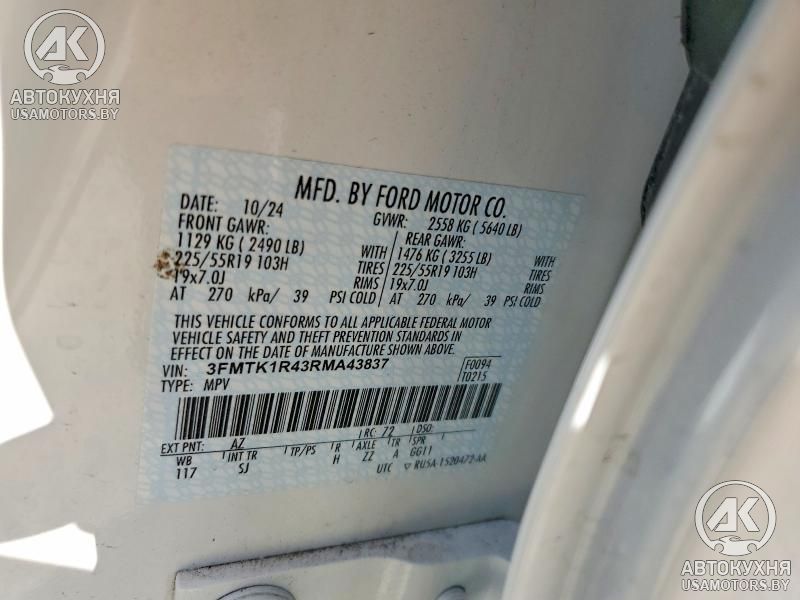 AK
АВТОКУХНЯ
USAMOTORS.BY
MFD. BY FORD MOTOR CO.
DATE: 10/24 GVWR: 2558 KG ( 5640 LB)
FRONT GAWR: REAR GAWR:
1129 KG ( 2490 LB) WITH 1476 KG ( 3255 LB) WITH
225/55R19 103H TIRES 225/55R19 103H TIRES
19x7.0J RIMS 19x7.0J RIMS
AT 270 kPa/ 39 PSI COLD AT 270 kPa/ 39 PSI COLD
THIS VEHICLE CONFORMS TO ALL APPLICABLE FEDERAL MOTOR
VEHICLE SAFETY AND THEFT PREVENTION STANDARDS IN
EFFECT ON THE DATE OF MANUFACTURE SHOWN ABOVE.
VIN: 3FMTK1R43RMA43837 F0094
TYPE: MPV T0215
EXT PNT: AZ RC: 72 DSO:
WB INT TR TP/PS R AXLE TR SPR
117 SJ H ZZ A GG11
UTC RU5A-1520472-AA
AK
АВТОКУХНЯ
USAMOTORS.BY